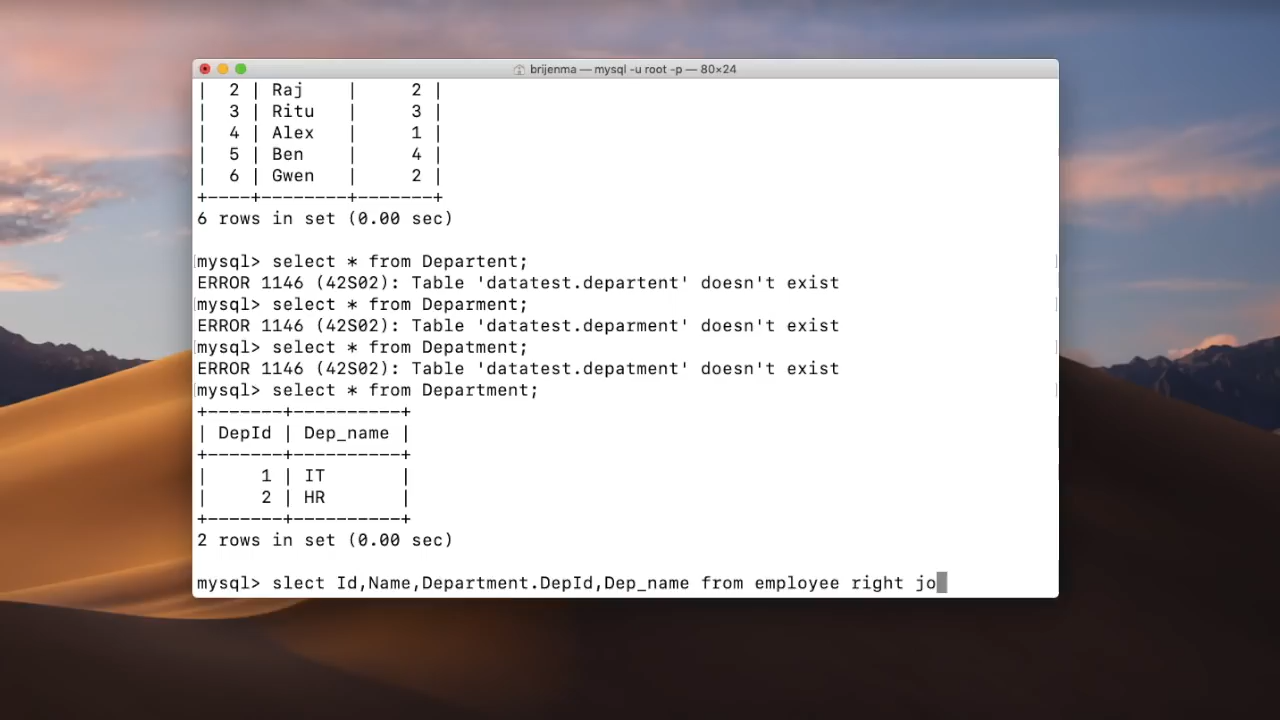 brijenma — mysql -u root -p — 80×24
| 2 | Raj | 2 |
| 3 | Ritu | 3 |
| 4 | Alex | 1 |
| 5 | Ben | 4 |
| 6 | Gwen | 2 |
+----+--------+-------+
6 rows in set (0.00 sec)
mysql> select * from Departent;
ERROR 1146 (42S02): Table 'datatest.departent' doesn't exist
mysql> select * from Deparment;
ERROR 1146 (42S02): Table 'datatest.deparment' doesn't exist
mysql> select * from Depatment;
ERROR 1146 (42S02): Table 'datatest.depatment' doesn't exist
mysql> select * from Department;
+-------+----------+
| DepId | Dep_name |
+-------+----------+
| 1 | IT |
| 2 | HR |
+-------+----------+
2 rows in set (0.00 sec)
mysql> slect Id,Name,Department.DepId,Dep_name from employee right jo